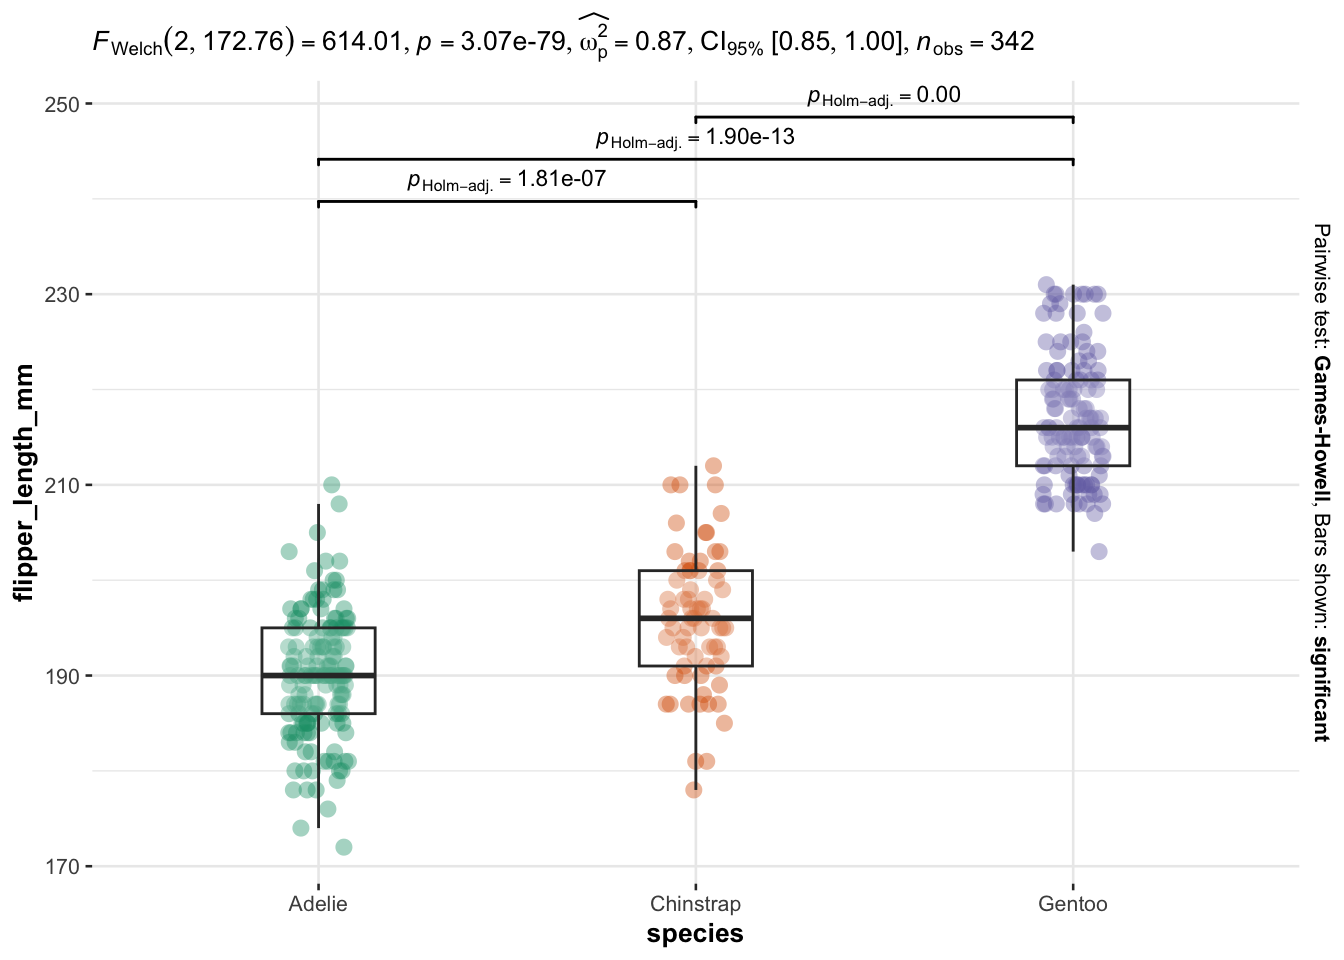 F_Welch(2, 172.76) = 614.01, p = 3.07e-79, ω̂²_p = 0.87, CI_95% [0.85, 1.00], n_obs = 342
p_Holm−adj. = 0.00
p_Holm−adj. = 1.90e-13
p_Holm−adj. = 1.81e-07
250
230
210
190
170
flipper_length_mm
Adelie
Chinstrap
Gentoo
species
Pairwise test: Games-Howell, Bars shown: significant